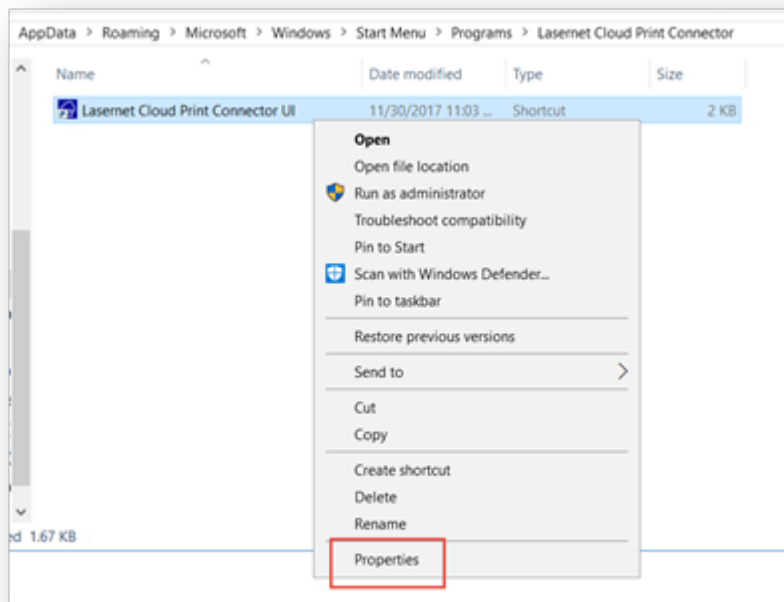 AppData > Roaming > Microsoft > Windows > Start Menu > Programs > Lasernet Cloud Print Connector
Name Date modified Type Size
Lasernet Cloud Print Connector UI 11/30/2017 11:03 ... Shortcut 2 KB
Open
Open file location
Run as administrator
Troubleshoot compatibility
Pin to Start
Scan with Windows Defender...
Pin to taskbar
Restore previous versions
Send to
Cut
Copy
Create shortcut
Delete
Rename
1.67 KB
Properties